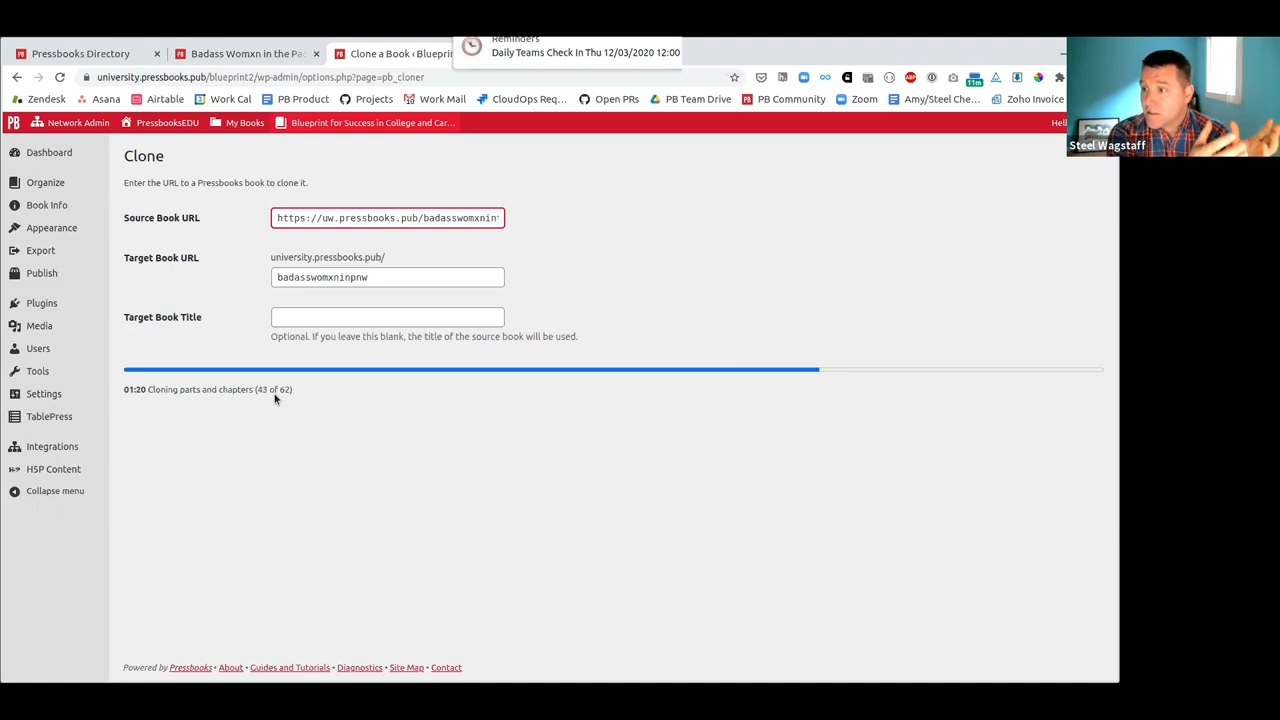 Reminders
Daily Teams Check In Thu 12/03/2020 12:00
Pressbooks Directory
Badass Womxn in the Pac
Clone a Book ‹ Blueprin
university.pressbooks.pub/blueprint2/wp-admin/options.php?page=pb_cloner
11m
Zendesk Asana Airtable Work Cal PB Product Projects Work Mail CloudOps Req... Open PRs PB Team Drive PB Community Zoom Amy/Steel Che... Zoho Invoice
Network Admin PressbooksEDU My Books Blueprint for Success in College and Car... Hell
Steel Wagstaff
Dashboard
Organize
Book Info
Appearance
Export
Publish
Plugins
Media
Users
Tools
Settings
TablePress
Integrations
H5P Content
Collapse menu
Clone
Enter the URL to a Pressbooks book to clone it.
Source Book URL
https://uw.pressbooks.pub/badasswomxnin
Target Book URL
university.pressbooks.pub/
badasswomxninpnw
Target Book Title
Optional. If you leave this blank, the title of the source book will be used.
01:20 Cloning parts and chapters (43 of 62)
Powered by Pressbooks • About • Guides and Tutorials • Diagnostics • Site Map • Contact